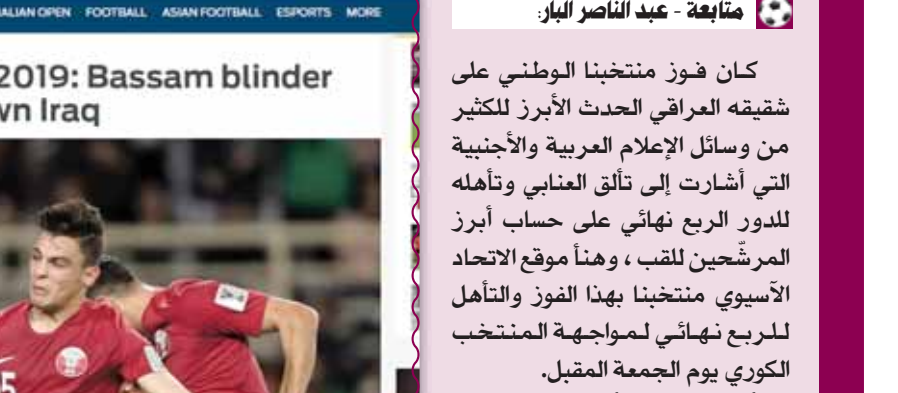 ALIAN OPEN FOOTBALL ASIAN FOOTBALL ESPORTS MORE
2019: Bassam blinder
wn Iraq
5
متابعة - عبد الناصر البار:
كان فوز منتخبنا الوطني على
شقيقه العراقي الحدث الأبرز للكثير
من وسائل الإعلام العربية والأجنبية
التي أشارت إلى تألق العنابي وتأهله
للدور الربع نهائي على حساب أبرز
المرشّحين للقب ، وهنأ موقع الاتحاد
الآسيوي منتخبنا بهذا الفوز والتأهل
للربع نهائي لمواجهة المنتخب
الكوري يوم الجمعة المقبل.